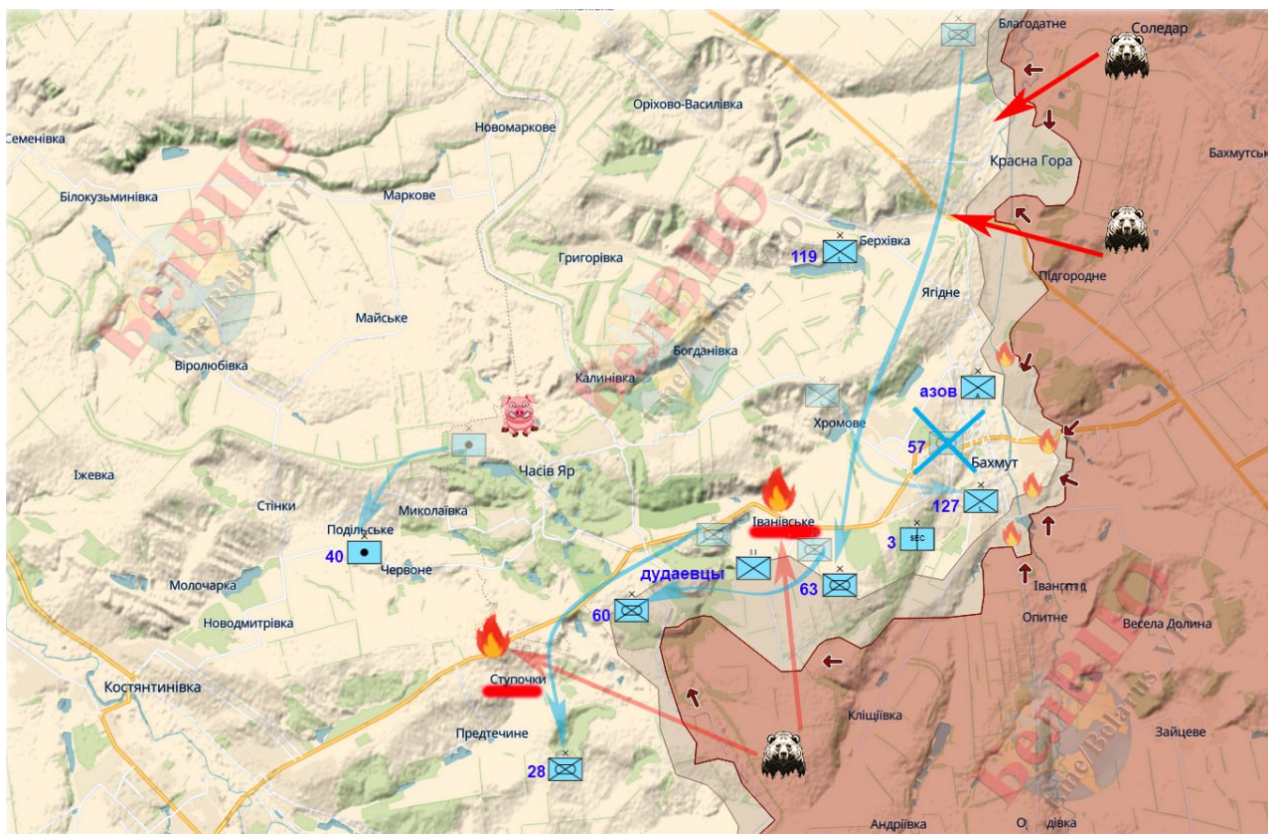 Благодатне
Соледар
Оріхово-Василівка
Новомаркове
Семенівка
Красна Гора
Бахмутськ
Білокузьминівка
Маркове
БелВПО
БелВПО
119
Берхівка
Григорівка
Підгородне
Ягідне
Майське
Богданівка
Віролюбівка
Калинівка
азов
Хромове
57
Бахмут
Часів Яр
Іжевка
Стінки
127
Миколаївка
Іванівське
Подільське
3
SEC
40
Червоне
дудаевцы
63
Молочарка
60
Опитне
Весела Долина
Новодмитрівка
БелВПО
Ступочки
Костянтинівка
Кліщіївка
Предтечине
Зайцеве
28
Андріївка